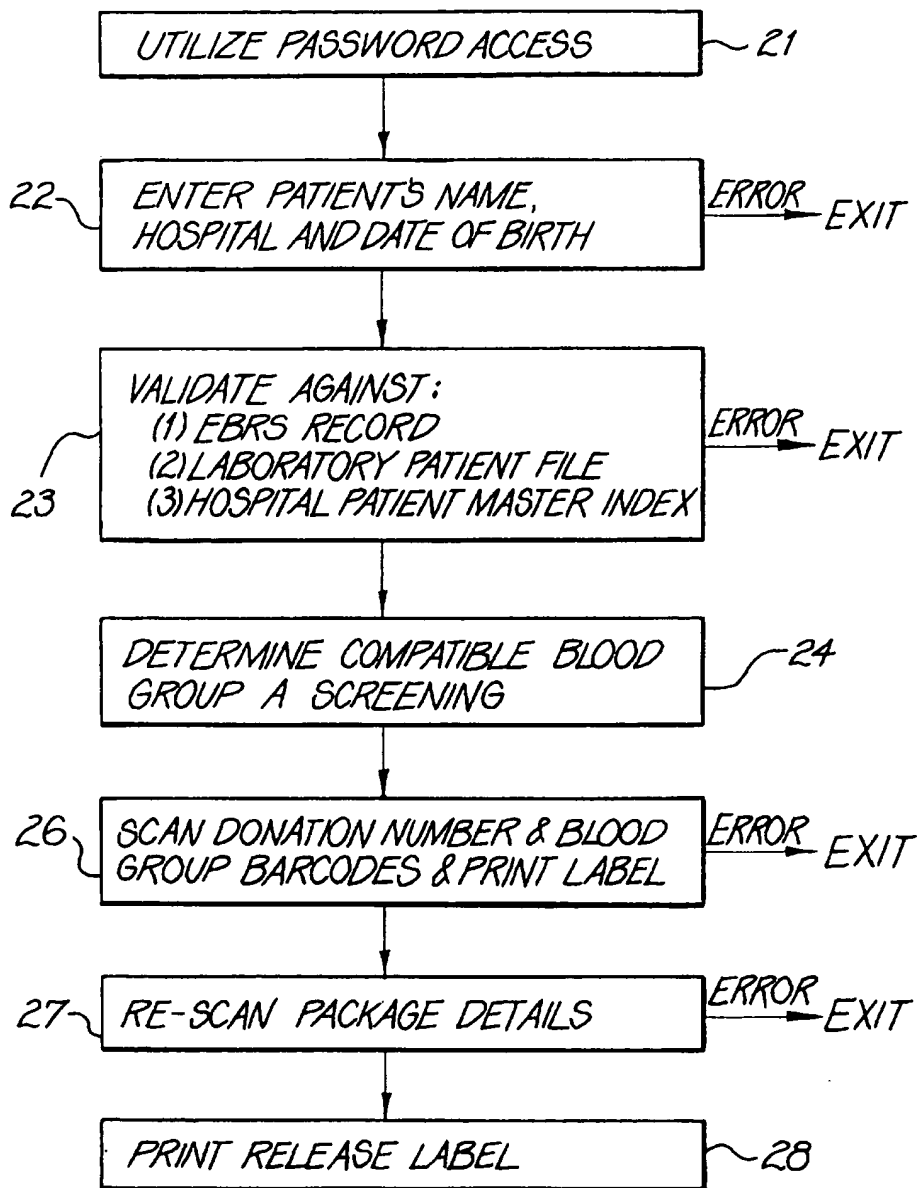 UTILIZE PASSWORD ACCESS
21
22
ENTER PATIENT'S NAME,
HOSPITAL AND DATE OF BIRTH
ERROR
EXIT
23
VALIDATE AGAINST:
(1) EBRS RECORD
(2) LABORATORY PATIENT FILE
(3) HOSPITAL PATIENT MASTER INDEX
ERROR
EXIT
DETERMINE COMPATIBLE BLOOD
GROUP A SCREENING
24
26
SCAN DONATION NUMBER & BLOOD
GROUP BARCODES & PRINT LABEL
ERROR
EXIT
27
RE-SCAN PACKAGE DETAILS
ERROR
EXIT
PRINT RELEASE LABEL
28